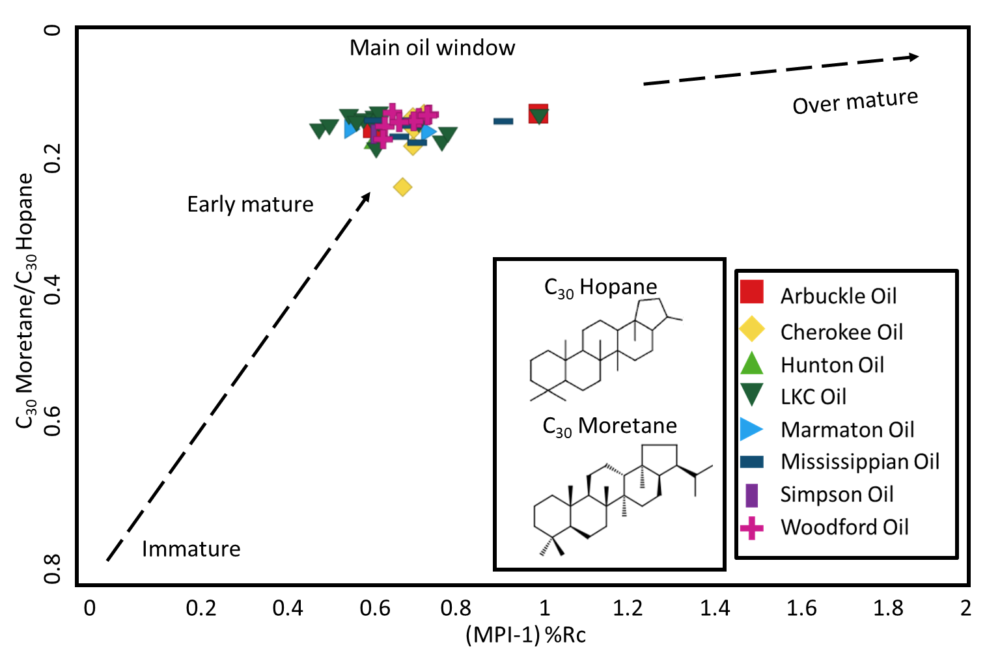 0
0.2
0.4
0.6
0.8
C30 Moretane/C30 Hopane
Main oil window
Over mature
Early mature
Immature
C30 Hopane
C30 Moretane
Arbuckle Oil
Cherokee Oil
Hunton Oil
LKC Oil
Marmaton Oil
Mississippian Oil
Simpson Oil
Woodford Oil
0 0.2 0.4 0.6 0.8 1 1.2 1.4 1.6 1.8 2
(MPI-1) %Rc